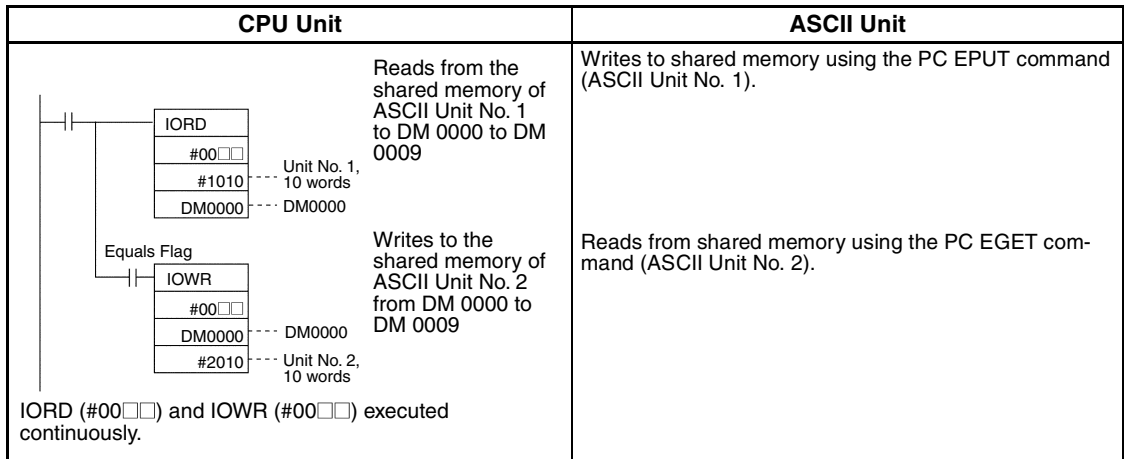 CPU Unit
ASCII Unit
Reads from the
shared memory of
ASCII Unit No. 1
to DM 0000 to DM
0009
IORD
#00□□
#1010
Unit No. 1,
10 words
DM0000
DM0000
Writes to shared memory using the PC EPUT command
(ASCII Unit No. 1).
Equals Flag
IOWR
#00□□
DM0000
DM0000
#2010
Unit No. 2,
10 words
Writes to the
shared memory of
ASCII Unit No. 2
from DM 0000 to
DM 0009
Reads from shared memory using the PC EGET com-
mand (ASCII Unit No. 2).
IORD (#00□□) and IOWR (#00□□) executed
continuously.